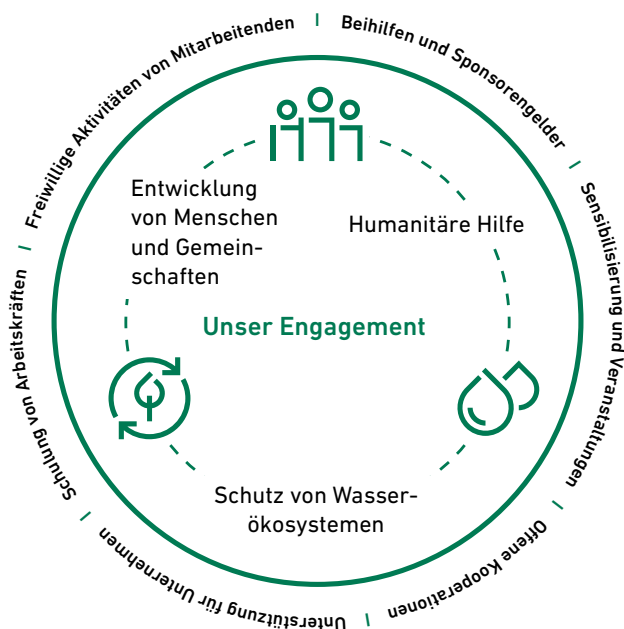 Freiwillige Aktivitäten von Mitarbeitenden
Beihilfen und Sponsorengelder
Sensibilisierung und Veranstaltungen
Offene Kooperationen
Unterstützung für Unternehmen
Schulung von Arbeitskräften
Entwicklung
von Menschen
und Gemein-
schaften
Humanitäre Hilfe
Unser Engagement
Schutz von Wasser-
ökosystemen